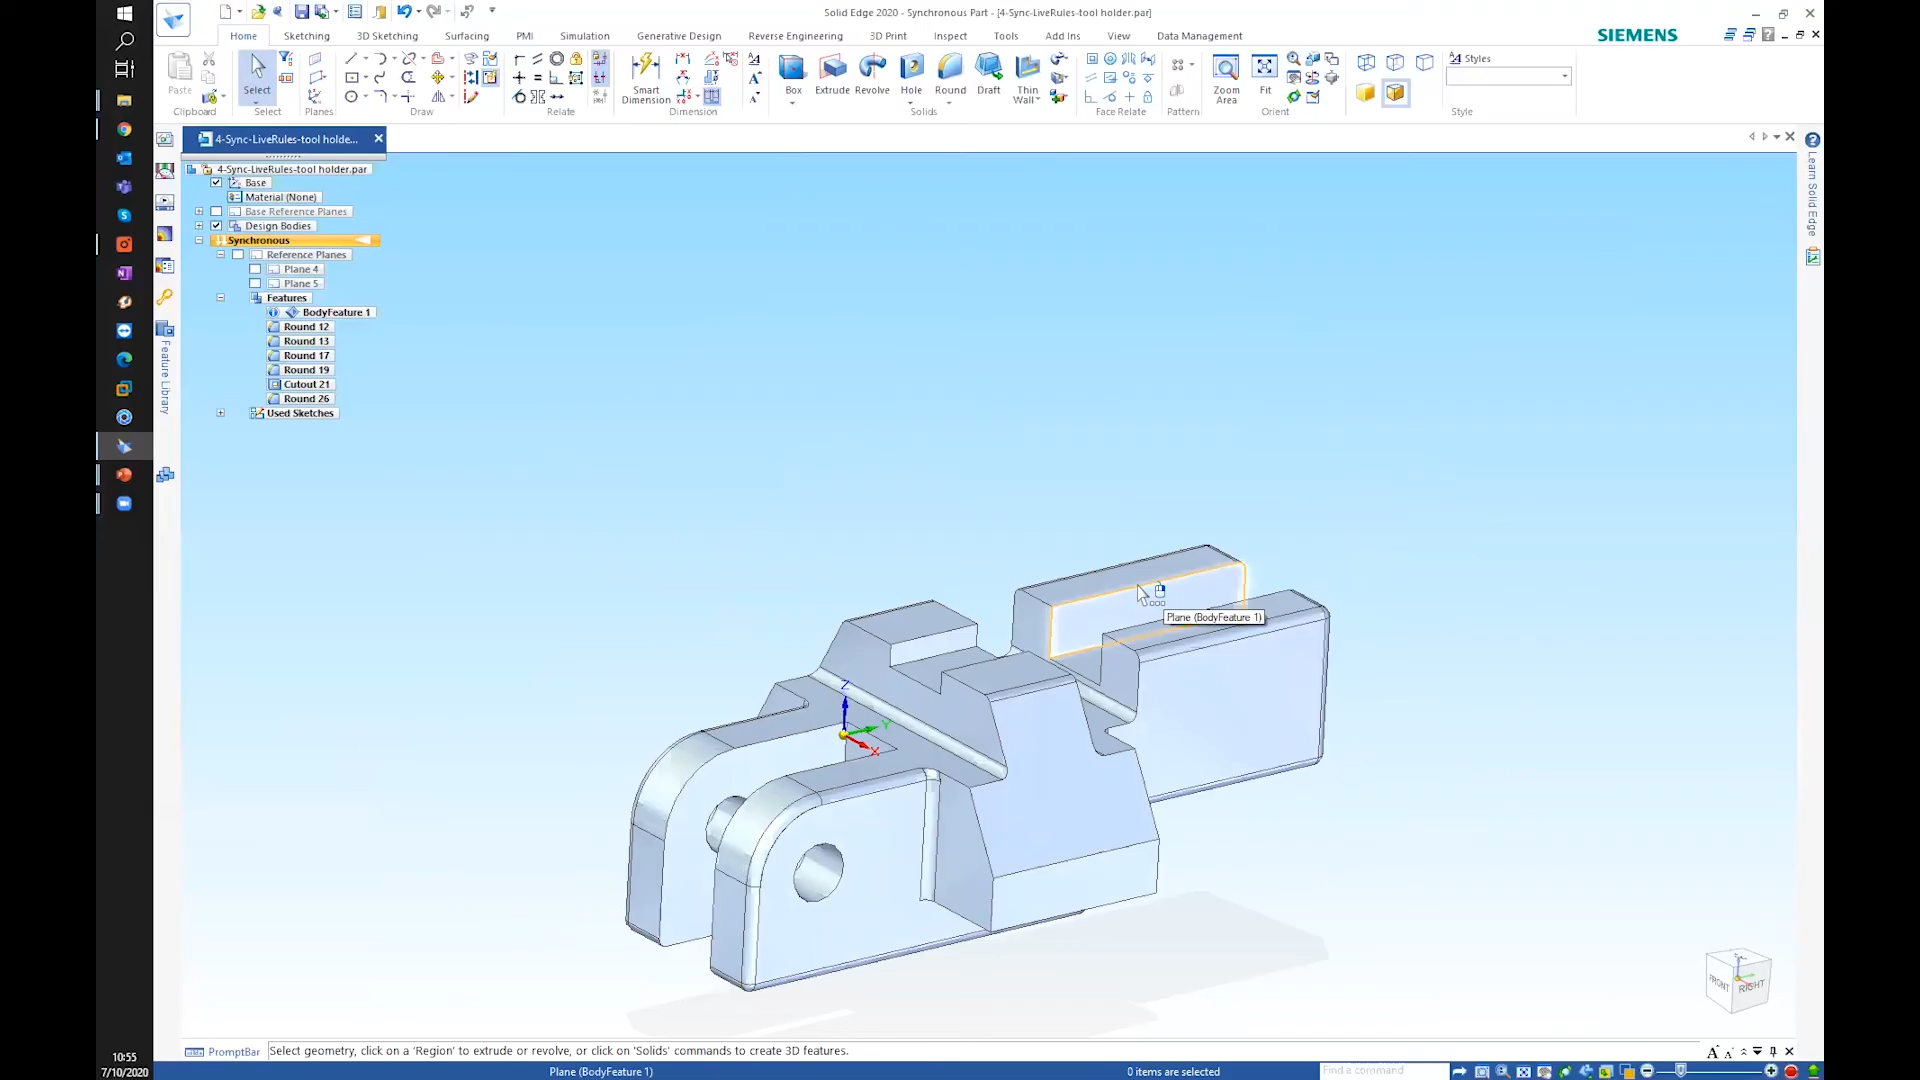 Solid Edge 2020 - Synchronous Part - [4-Sync-LiveRules-tool holder.par]
Home Sketching 3D Sketching Surfacing PMI Simulation Generative Design Reverse Engineering 3D Print Inspect Tools Add Ins View Data Management
SIEMENS
Paste Select Smart Dimension Box Extrude Revolve Hole Round Draft Thin Wall Zoom Area Fit Styles
Clipboard Select Planes Draw Relate Dimension Solids Face Relate Pattern Orient Style
4-Sync-LiveRules-tool holde...
4-Sync-LiveRules-tool holder.par
Base
Material (None)
Base Reference Planes
Design Bodies
Synchronous
Reference Planes
Plane 4
Plane 5
Features
BodyFeature 1
Round 12
Round 13
Round 17
Round 19
Cutout 21
Round 26
Used Sketches
Feature Library
Learn Solid Edge
Plane (BodyFeature 1)
Z
Y
X
FRONT
RIGHT
PromptBar
Select geometry, click on a 'Region' to extrude or revolve, or click on 'Solids' commands to create 3D features.
Plane (BodyFeature 1)
0 items are selected
Find a command
10:55
7/10/2020